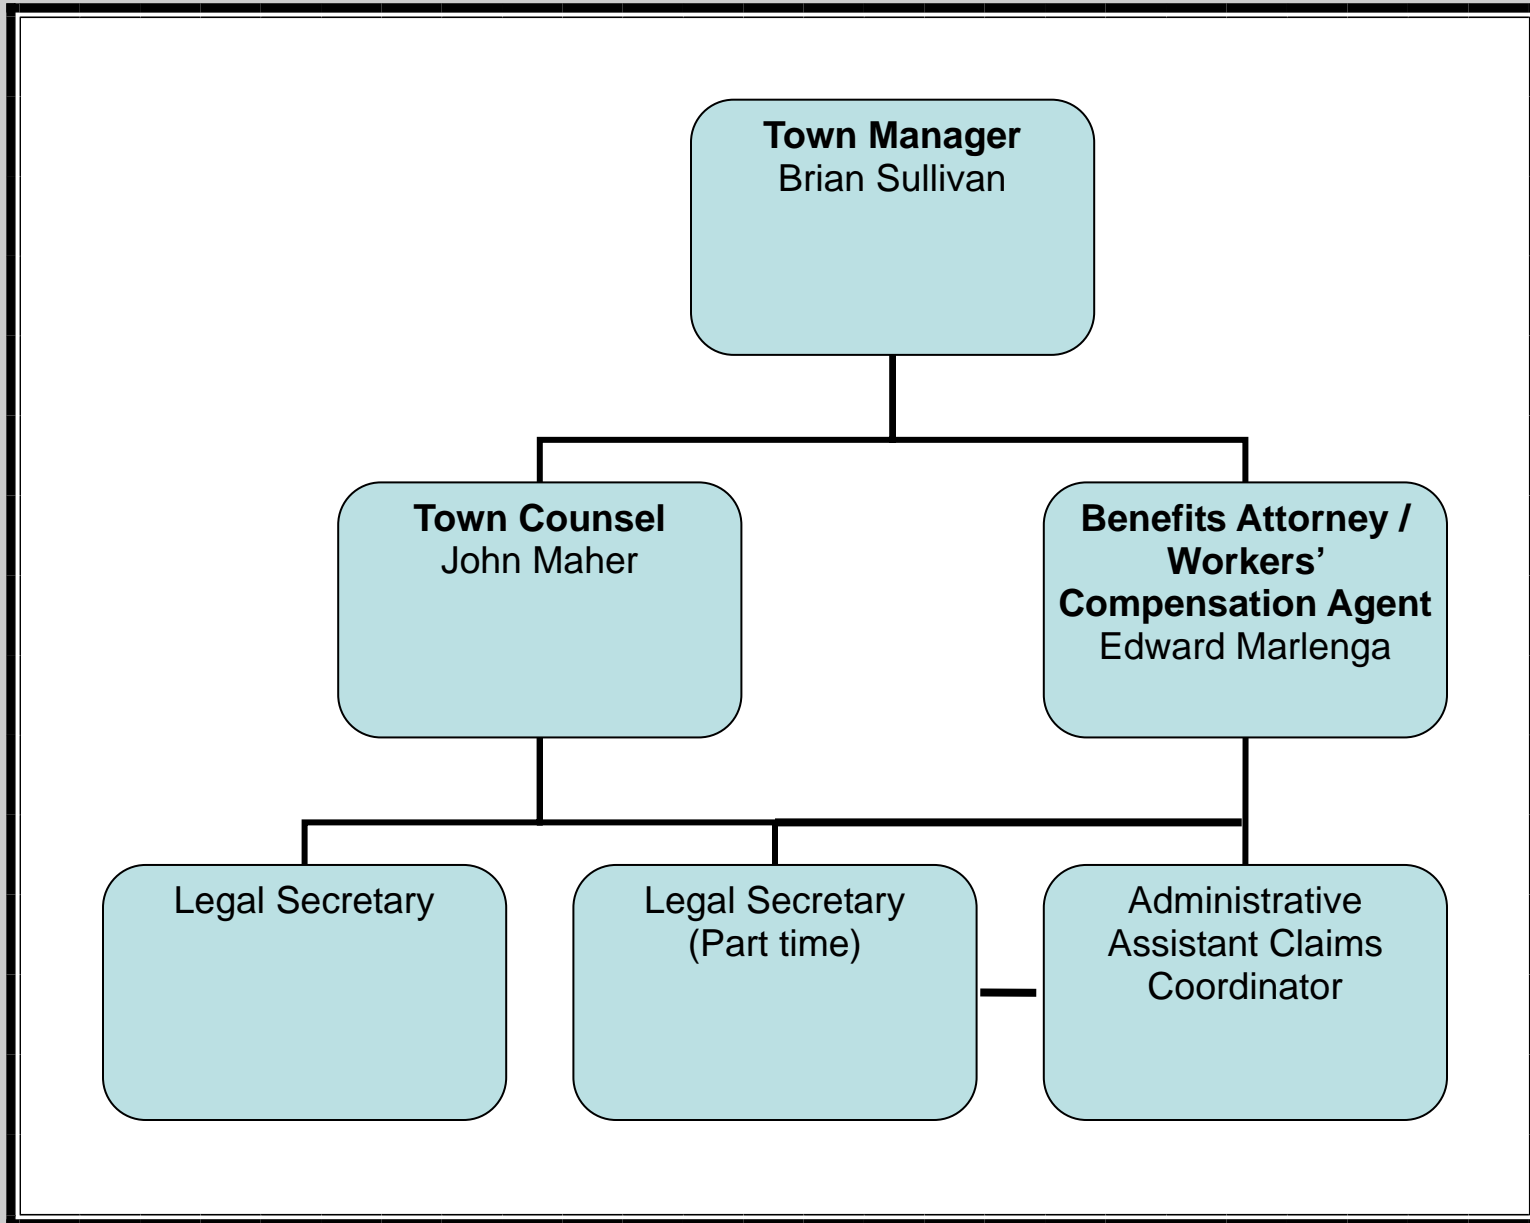 Town Manager
Brian Sullivan
Town Counsel
John Maher
Benefits Attorney /
Workers’
Compensation Agent
Edward Marlenga
Legal Secretary
Legal Secretary
(Part time)
Administrative
Assistant Claims
Coordinator